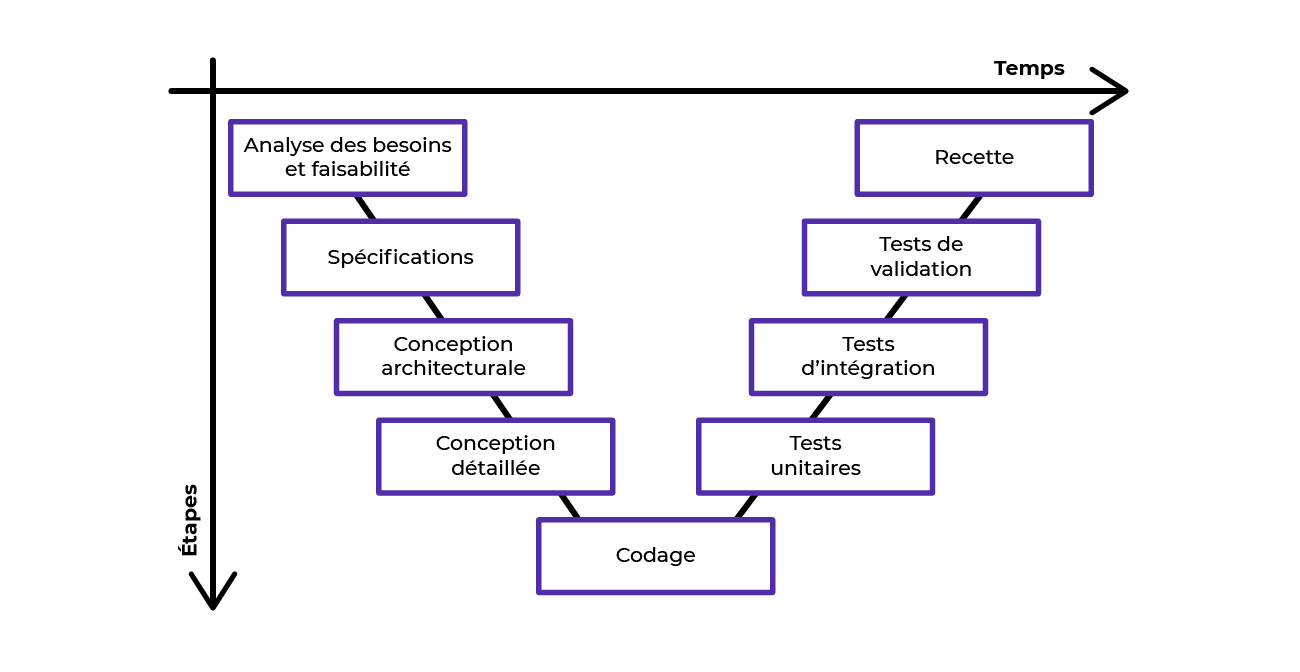 Temps
Analyse des besoins
et faisabilité
Recette
Spécifications
Tests de
validation
Conception
architecturale
Tests
d’intégration
Conception
détaillée
Tests
unitaires
Étapes
Codage